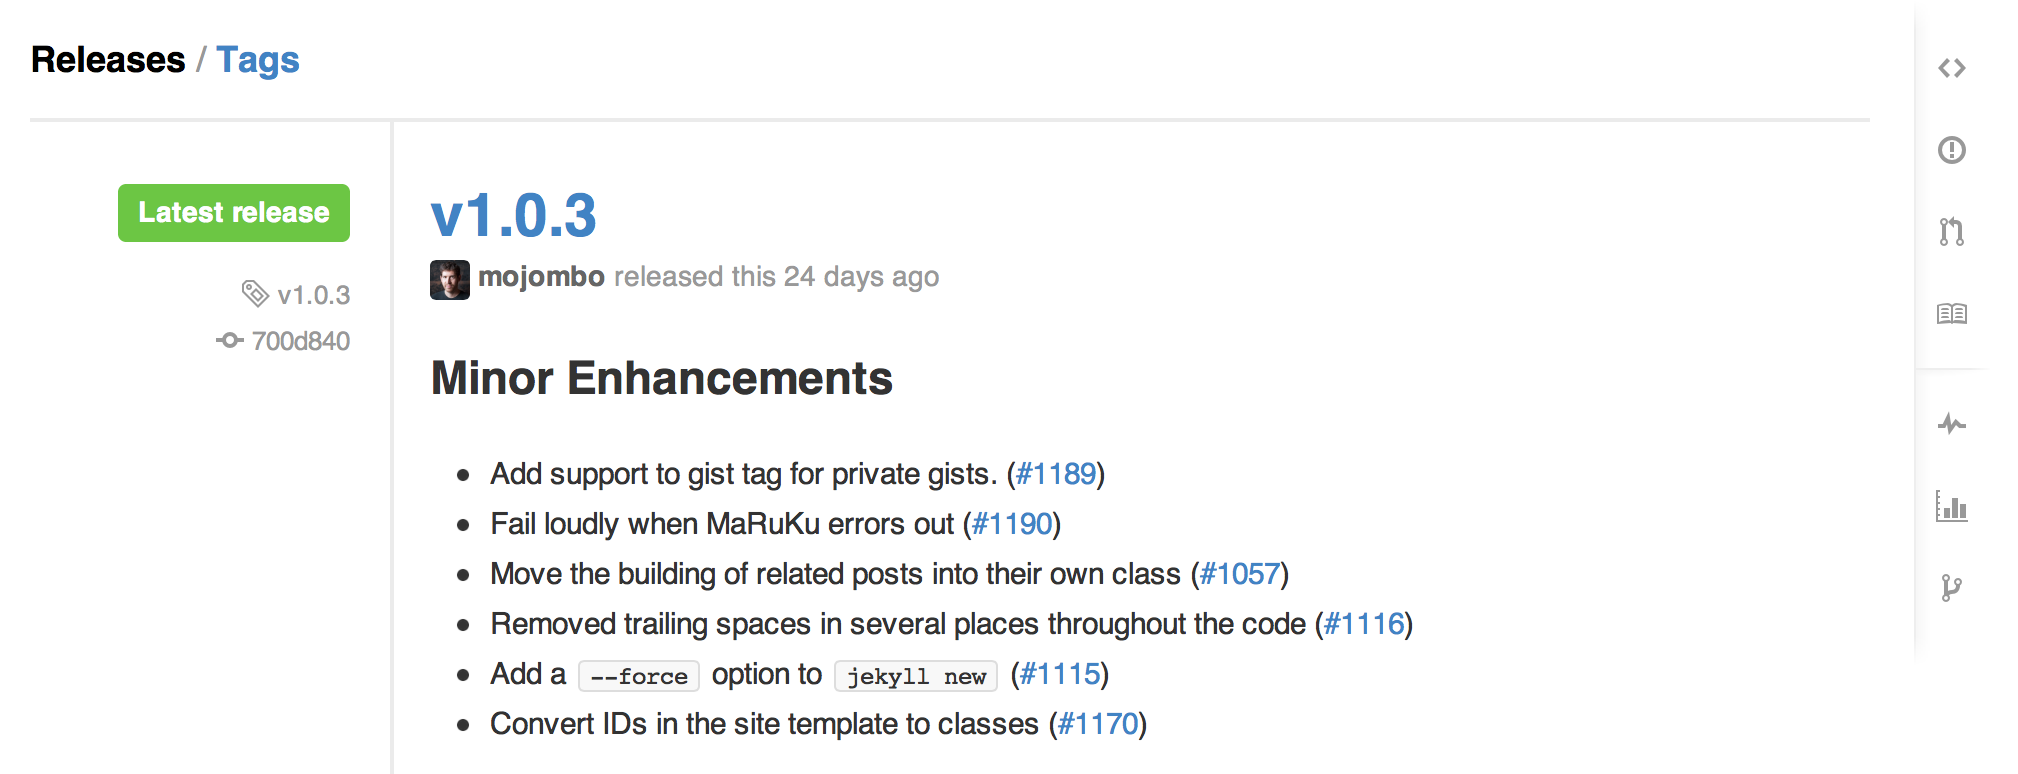 Releases / Tags
Latest release
v1.0.3
700d840
v1.0.3
mojombo released this 24 days ago
Minor Enhancements
Add support to gist tag for private gists. (#1189)
Fail loudly when MaRuKu errors out (#1190)
Move the building of related posts into their own class (#1057)
Removed trailing spaces in several places throughout the code (#1116)
Add a --force option to jekyll new (#1115)
Convert IDs in the site template to classes (#1170)